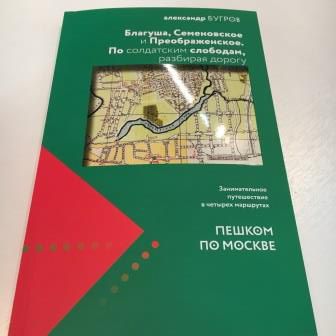 александр БУГРОВ
Благуша, Семеновское
и Преображенское.
По солдатским слободам,
разбирая дорогу
Занимательное
путешествие
в четырех маршрутах
ПЕШКОМ
ПО МОСКВЕ